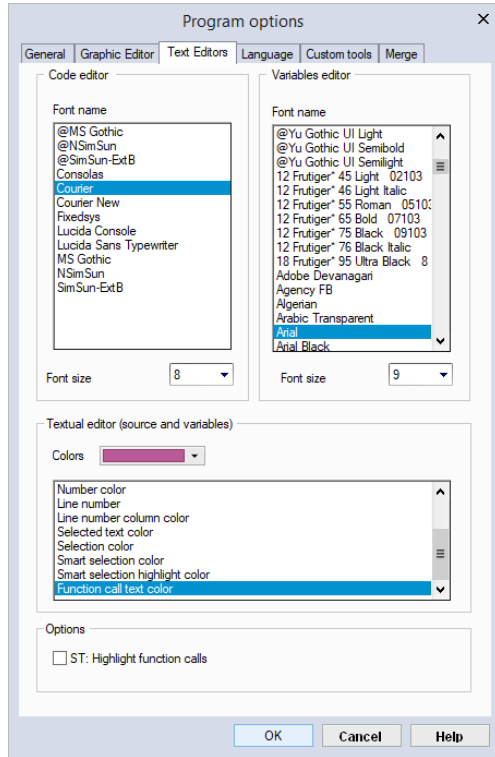 Program options
General
Graphic Editor
Text Editors
Language
Custom tools
Merge
Code editor
Font name
@MS Gothic
@NSimSun
@SimSun-ExtB
Consolas
Courier
Courier New
Fixedsys
Lucida Console
Lucida Sans Typewriter
MS Gothic
NSimSun
SimSun-ExtB
Font size
8
Variables editor
Font name
@Yu Gothic UI Light
@Yu Gothic UI Semibold
@Yu Gothic UI Semilight
12 Frutiger* 45 Light 02103
12 Frutiger* 46 Light Italic
12 Frutiger* 55 Roman 05103
12 Frutiger* 65 Bold 07103
12 Frutiger* 75 Black 09103
12 Frutiger* 76 Black Italic
18 Frutiger* 95 Ultra Black 8
Adobe Devanagari
Agency FB
Algerian
Arabic Transparent
Arial
Arial Black
Font size
9
Textual editor (source and variables)
Colors
Number color
Line number
Line number column color
Selected text color
Selection color
Smart selection color
Smart selection highlight color
Function call text color
Options
ST: Highlight function calls
OK
Cancel
Help